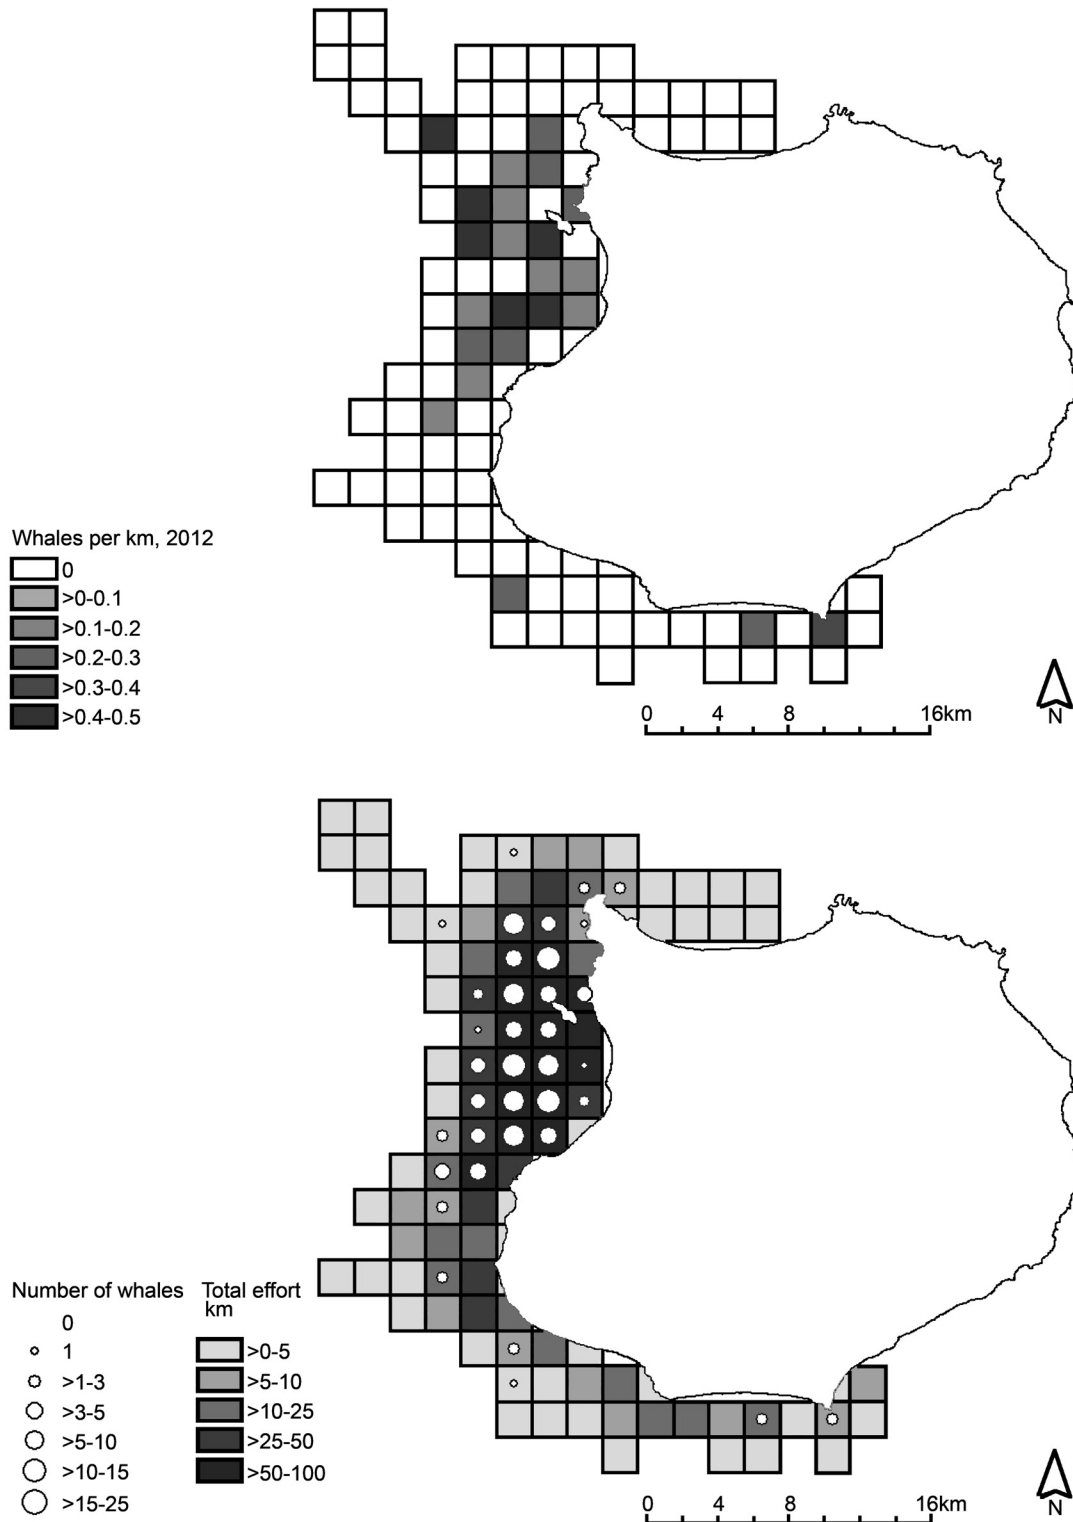 Whales per km, 2012
0
>0-0.1
>0.1-0.2
>0.2-0.3
>0.3-0.4
>0.4-0.5
0 4 8 16km
N
Number of whales
0
1
>1-3
>3-5
>5-10
>10-15
>15-25
Total effort
km
>0-5
>5-10
>10-25
>25-50
>50-100
0 4 8 16km
N